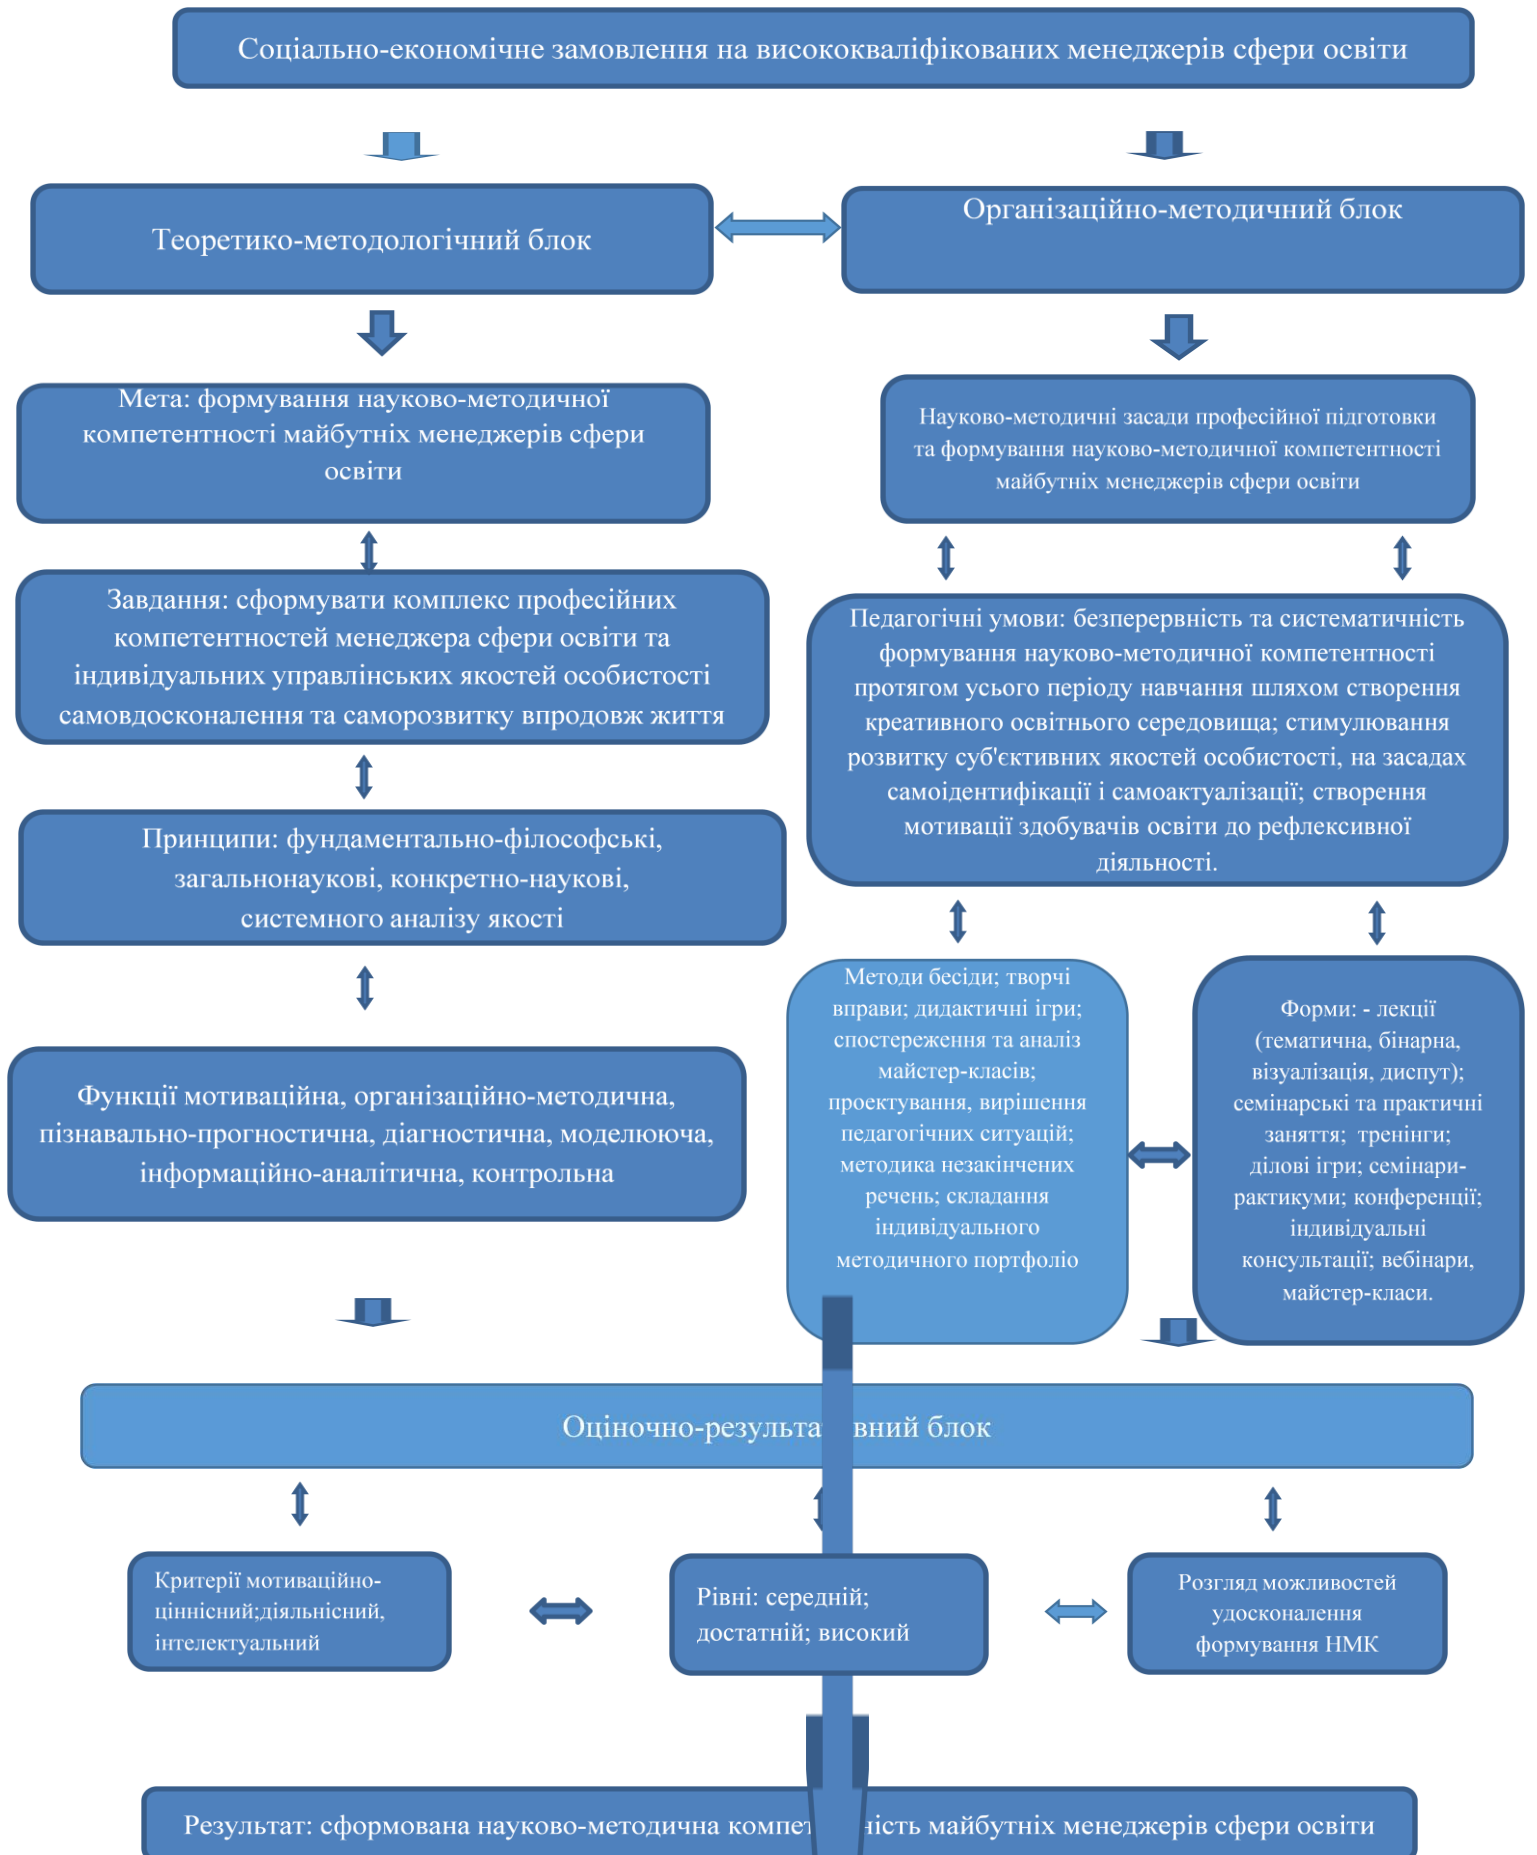 Соціально-економічне замовлення на висококваліфікованих менеджерів сфери освіти
Теоретико-методологічний блок
Організаційно-методичний блок
Мета: формування науково-методичної
компетентності майбутніх менеджерів сфери
освіти
Науково-методичні засади професійної підготовки
та формування науково-методичної компетентності
майбутніх менеджерів сфери освіти
Завдання: сформувати комплекс професійних
компетентностей менеджера сфери освіти та
індивідуальних управлінських якостей особистості
самовдосконалення та саморозвитку впродовж життя
Педагогічні умови: безперервність та систематичність
формування науково-методичної компетентності
протягом усього періоду навчання шляхом створення
креативного освітнього середовища; стимулювання
розвитку суб'єктивних якостей особистості, на засадах
самоідентифікації і самоактуалізації; створення
мотивації здобувачів освіти до рефлексивної
діяльності.
Принципи: фундаментально-філософські,
загальнонаукові, конкретно-наукові,
системного аналізу якості
Функції мотиваційна, організаційно-методична,
пізнавально-прогностична, діагностична, моделююча,
інформаційно-аналітична, контрольна
Методи бесіди; творчі
вправи; дидактичні ігри;
спостереження та аналіз
майстер-класів;
проектування, вирішення
педагогічних ситуацій;
методика незакінчених
речень; складання
індивідуального
методичного портфоліо
Форми: - лекції
(тематична, бінарна,
візуалізація, диспут);
семінарські та практичні
заняття; тренінги;
ділові ігри; семінари-
рактикуми; конференції;
індивідуальні
консультації; вебінари,
майстер-класи.
Оціночно-результа вний блок
Критерії мотиваційно-
ціннісний;діяльнісний,
інтелектуальний
Рівні: середній;
достатній; високий
Розгляд можливостей
удосконалення
формування НМК
Результат: сформована науково-методична компет ність майбутніх менеджерів сфери освіти